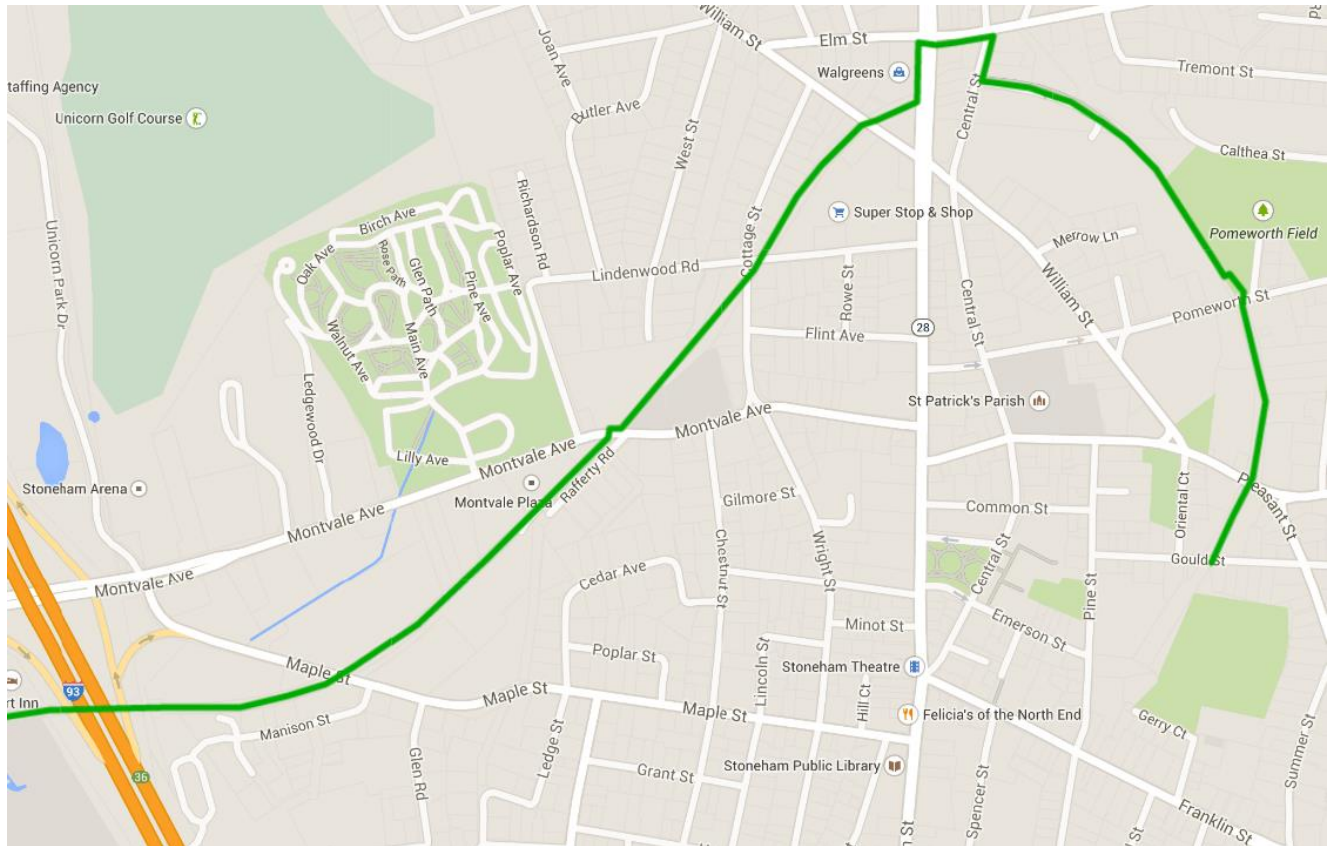 William St
Elm St
Joan Ave
Walgreens
Tremont St
taffing Agency
Unicorn Golf Course
Butler Ave
West St
Central St
Calthea St
Richardson Rd
Cottage St
Super Stop & Shop
Pomeworth Field
Birch Ave
Oak Ave
Rose Path
Glen Path
Poplar Ave
Pine Ave
Unicorn Park Dr
Lindenwood Rd
Merrow Ln
William St
Rowe St
Central St
Pomeworth St
Walnut Ave
Main Ave
Flint Ave
28
Ledgewood Dr
St Patrick's Parish
Montvale Ave
Lilly Ave
Montvale Ave
Rafferty Rd
Stoneham Arena
Montvale Plaza
Gilmore St
Pleasant St
Oriental Ct
Common St
Montvale Ave
Chestnut St
Wright St
Central St
Gould St
Montvale Ave
Cedar Ave
Pine St
Emerson St
Minot St
Poplar St
Lincoln St
Stoneham Theatre
Maple St
93
rt Inn
Maple St
Hill Ct
Maple St
Felicia's of the North End
Manison St
Gerry Ct
Summer St
Ledge St
Glen Rd
36
Grant St
Stoneham Public Library
Spencer St
Franklin St
n St
d St